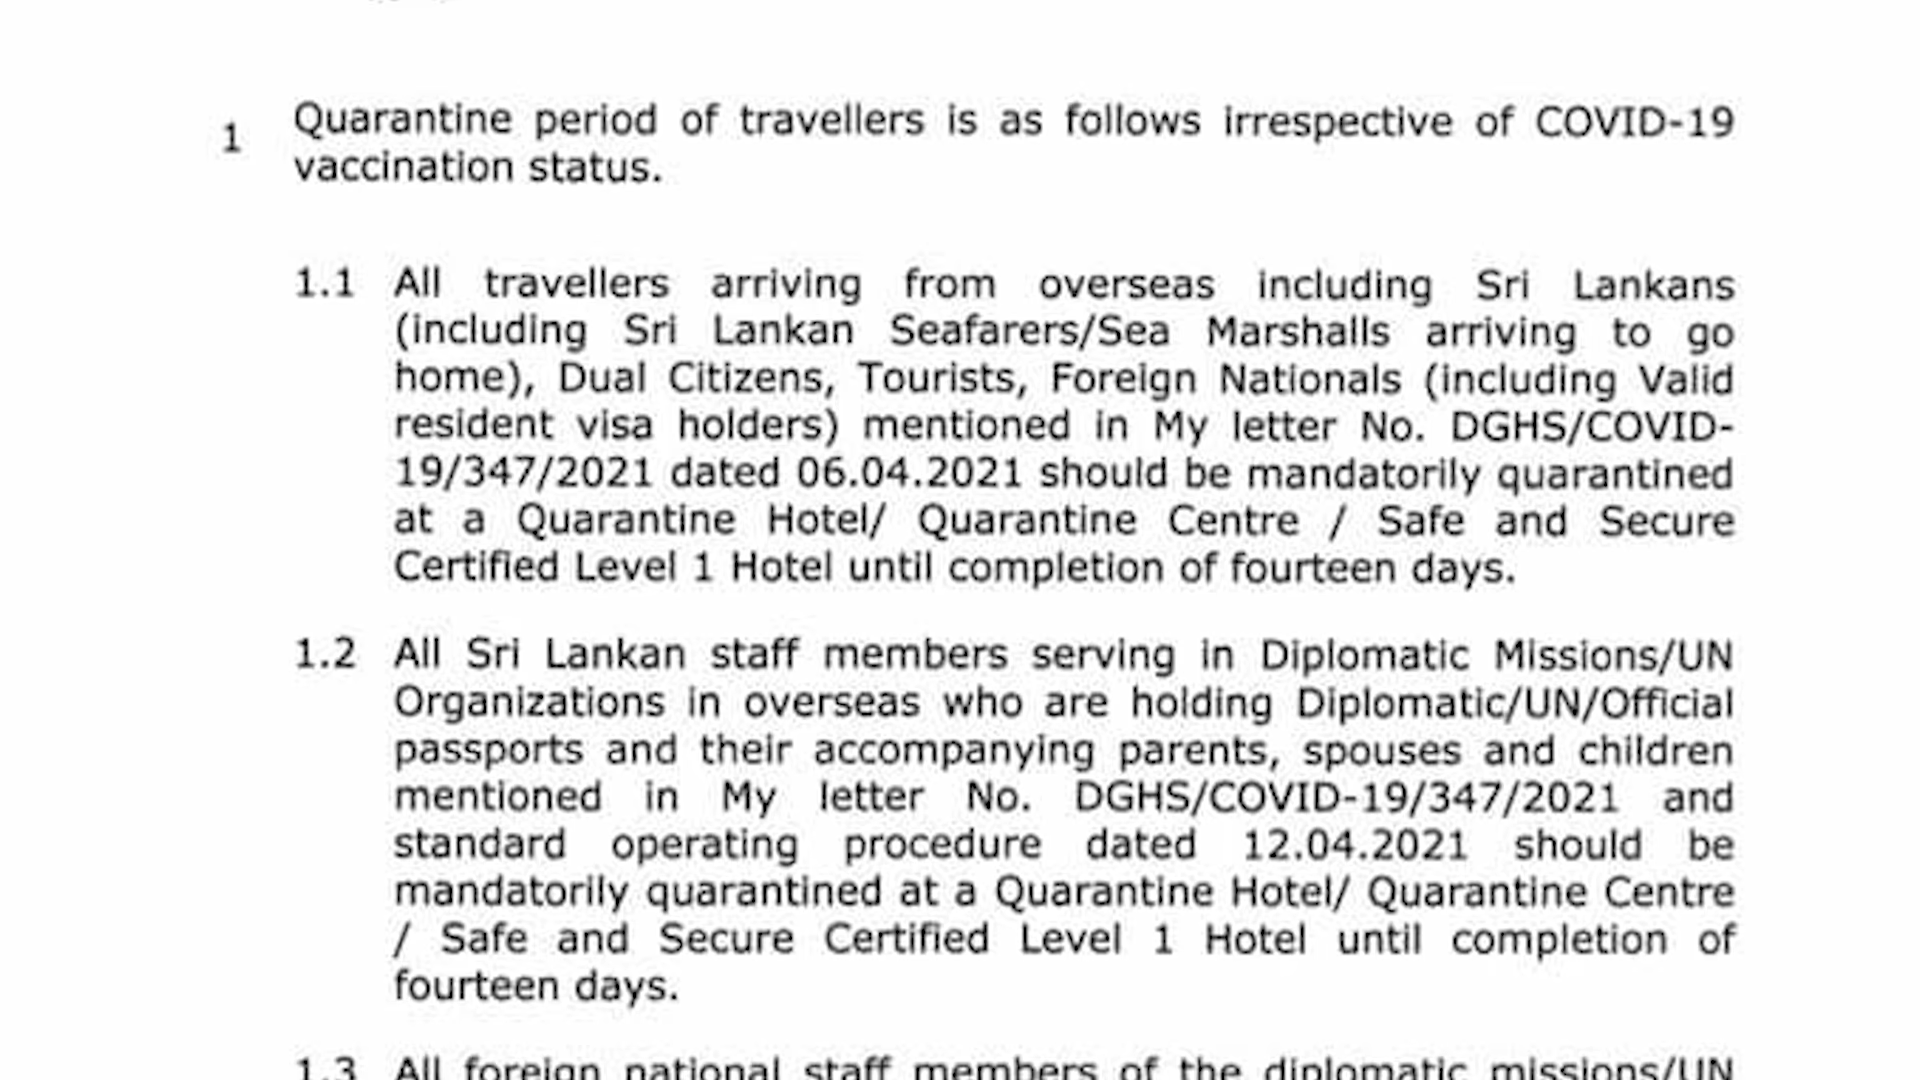 1 Quarantine period of travellers is as follows irrespective of COVID-19
vaccination status.
1.1 All travellers arriving from overseas including Sri Lankans
(including Sri Lankan Seafarers/Sea Marshalls arriving to go
home), Dual Citizens, Tourists, Foreign Nationals (including Valid
resident visa holders) mentioned in My letter No. DGHS/COVID-
19/347/2021 dated 06.04.2021 should be mandatorily quarantined
at a Quarantine Hotel/ Quarantine Centre / Safe and Secure
Certified Level 1 Hotel until completion of fourteen days.
1.2 All Sri Lankan staff members serving in Diplomatic Missions/UN
Organizations in overseas who are holding Diplomatic/UN/Official
passports and their accompanying parents, spouses and children
mentioned in My letter No. DGHS/COVID-19/347/2021 and
standard operating procedure dated 12.04.2021 should be
mandatorily quarantined at a Quarantine Hotel/ Quarantine Centre
/ Safe and Secure Certified Level 1 Hotel until completion of
fourteen days.
1.3 All foreign national staff members of the diplomatic missions/UN